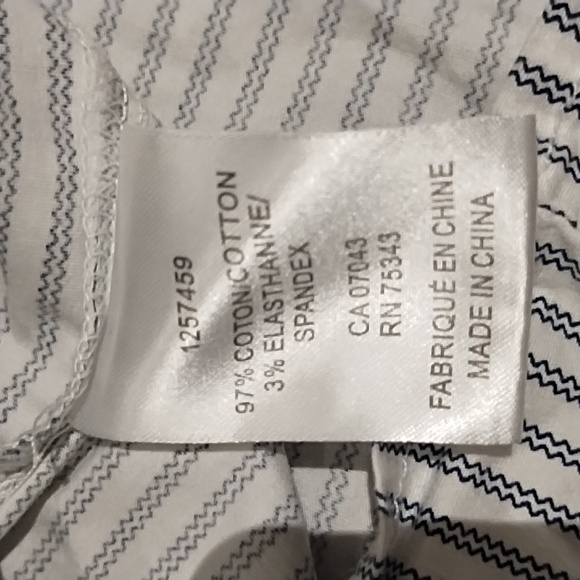 1257459
97% COTON/COTTON
3% ELASTHANNE/
SPANDEX
CA 07043
RN 75343
FABRIQUÉ EN CHINE
MADE IN CHINA